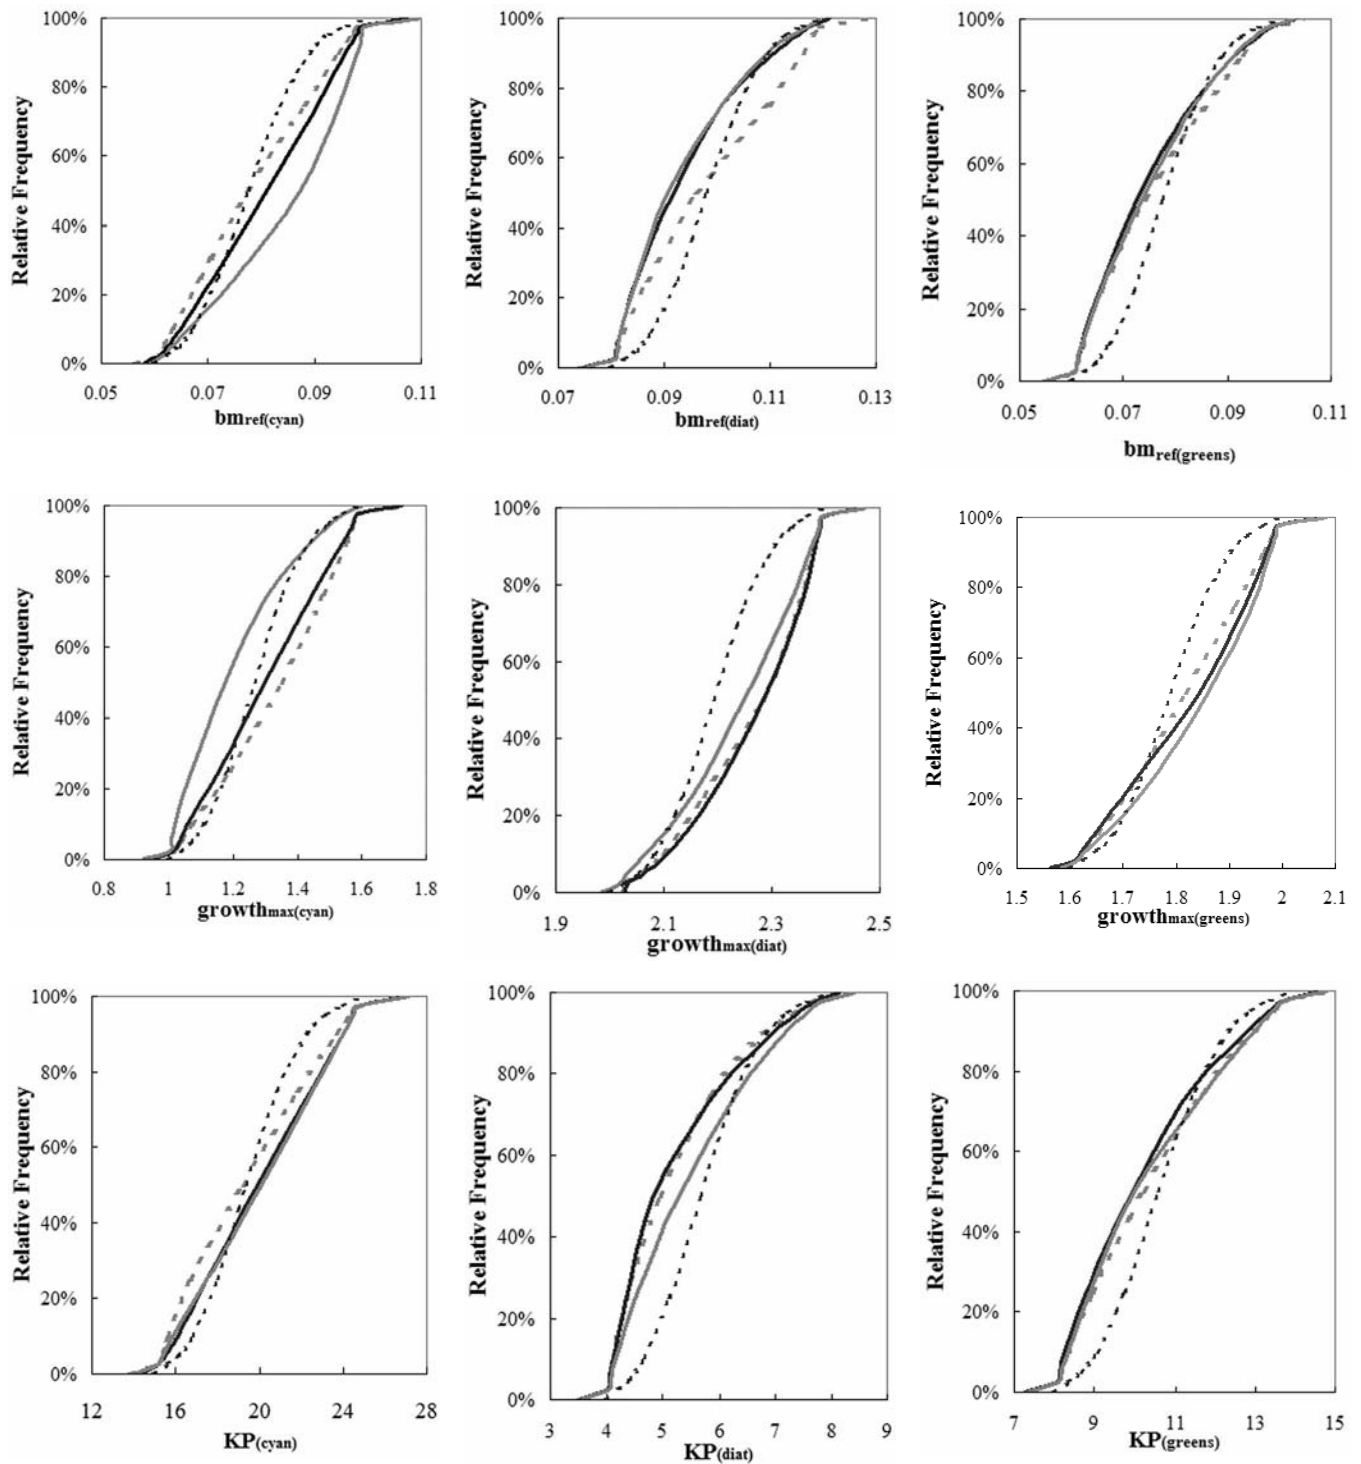 100%
80%
60%
40%
20%
0%
Relative Frequency
0.05 0.07 0.09 0.11
bmref(cyan)
100%
80%
60%
40%
20%
0%
Relative Frequency
0.07 0.09 0.11 0.13
bmref(diat)
100%
80%
60%
40%
20%
0%
Relative Frequency
0.05 0.07 0.09 0.11
bmref(greens)
100%
80%
60%
40%
20%
0%
Relative Frequency
0.8 1 1.2 1.4 1.6 1.8
growthmax(cyan)
100%
80%
60%
40%
20%
0%
Relative Frequency
1.9 2.1 2.3 2.5
growthmax(diat)
100%
80%
60%
40%
20%
0%
Relative Frequency
1.5 1.6 1.7 1.8 1.9 2 2.1
growthmax(greens)
100%
80%
60%
40%
20%
0%
Relative Frequency
12 16 20 24 28
KP(cyan)
100%
80%
60%
40%
20%
0%
Relative Frequency
3 4 5 6 7 8 9
KP(diat)
100%
80%
60%
40%
20%
0%
Relative Frequency
7 9 11 13 15
KP(greens)